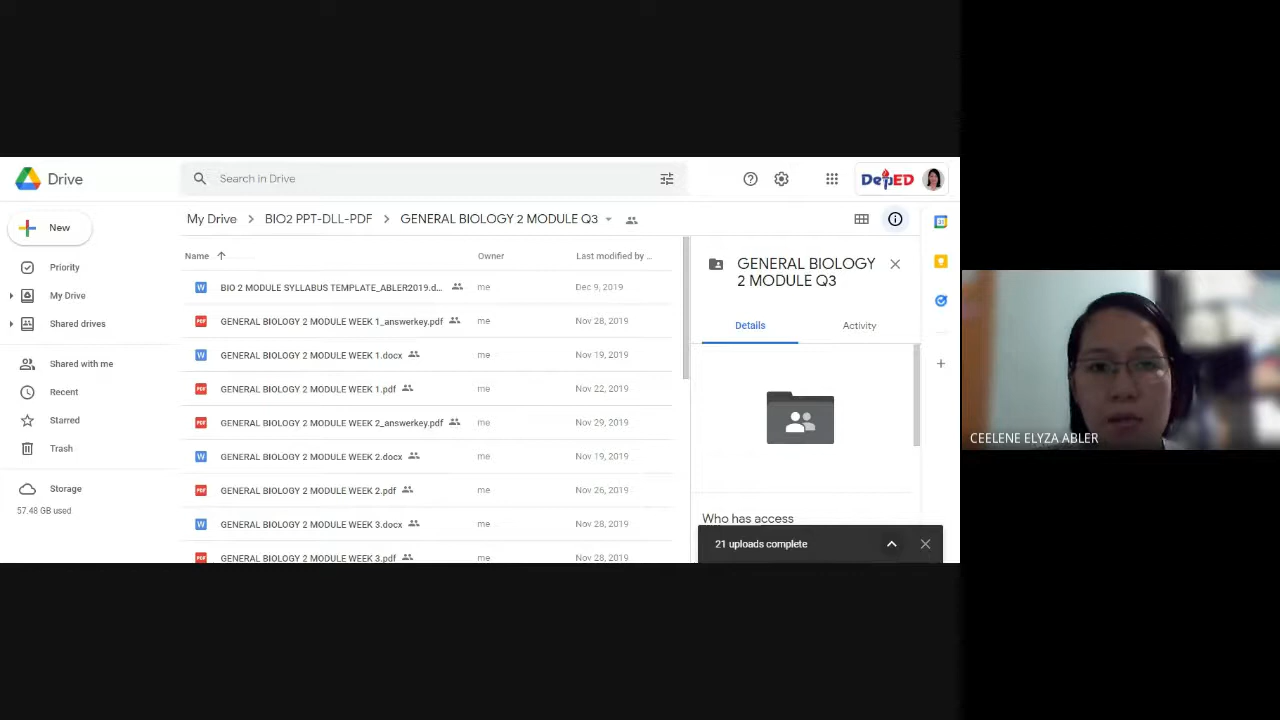 Drive
Search in Drive
DepED
New
My Drive
BIO2 PPT-DLL-PDF
GENERAL BIOLOGY 2 MODULE Q3
Priority
My Drive
Shared drives
Shared with me
Recent
Starred
Trash
Storage
57.48 GB used
Name Owner Last modified by ...
BIO 2 MODULE SYLLABUS TEMPLATE_ABLER2019.d... me Dec 9, 2019
GENERAL BIOLOGY 2 MODULE WEEK 1_answerkey.pdf me Nov 28, 2019
GENERAL BIOLOGY 2 MODULE WEEK 1.docx me Nov 19, 2019
GENERAL BIOLOGY 2 MODULE WEEK 1.pdf me Nov 22, 2019
GENERAL BIOLOGY 2 MODULE WEEK 2_answerkey.pdf me Nov 29, 2019
GENERAL BIOLOGY 2 MODULE WEEK 2.docx me Nov 19, 2019
GENERAL BIOLOGY 2 MODULE WEEK 2.pdf me Nov 26, 2019
GENERAL BIOLOGY 2 MODULE WEEK 3.docx me Nov 28, 2019
GENERAL BIOLOGY 2 MODULE WEEK 3.pdf me Nov 28, 2019
GENERAL BIOLOGY
2 MODULE Q3
Details Activity
Who has access
21 uploads complete
CEELENE ELYZA ABLER